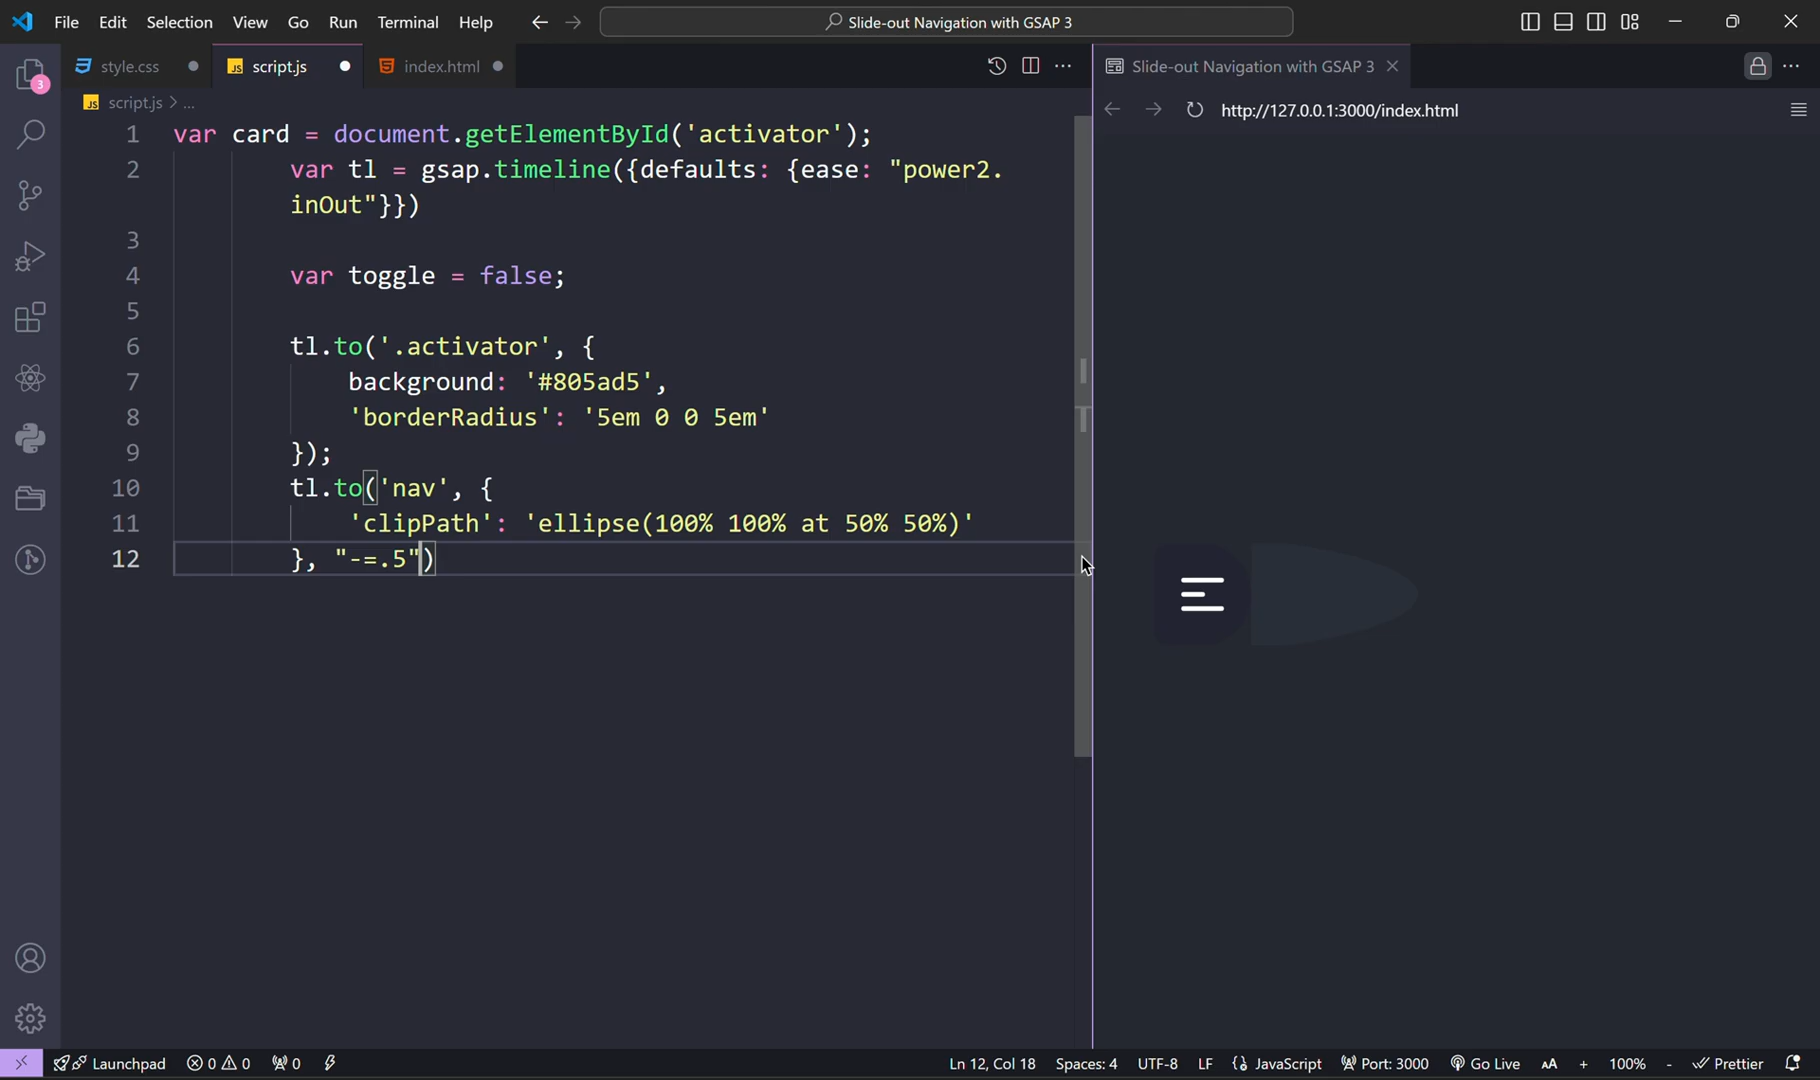 File Edit Selection View Go Run Terminal Help Slide-out Navigation with GSAP 3
style.css script.js index.html Slide-out Navigation with GSAP 3
script.js > ... http://127.0.0.1:3000/index.html
3
1 var card = document.getElementById('activator');
2 var tl = gsap.timeline({defaults: {ease: "power2.
inOut"}})
3
4 var toggle = false;
5
6 tl.to('.activator', {
7 background: '#805ad5',
8 'borderRadius': '5em 0 0 5em'
9 });
10 tl.to('nav', {
11 'clipPath': 'ellipse(100% 100% at 50% 50%)'
12 }, "-=.5")
Launchpad 0 0 0 Ln 12, Col 18 Spaces: 4 UTF-8 LF {} JavaScript Port: 3000 Go Live AA + 100% - Prettier